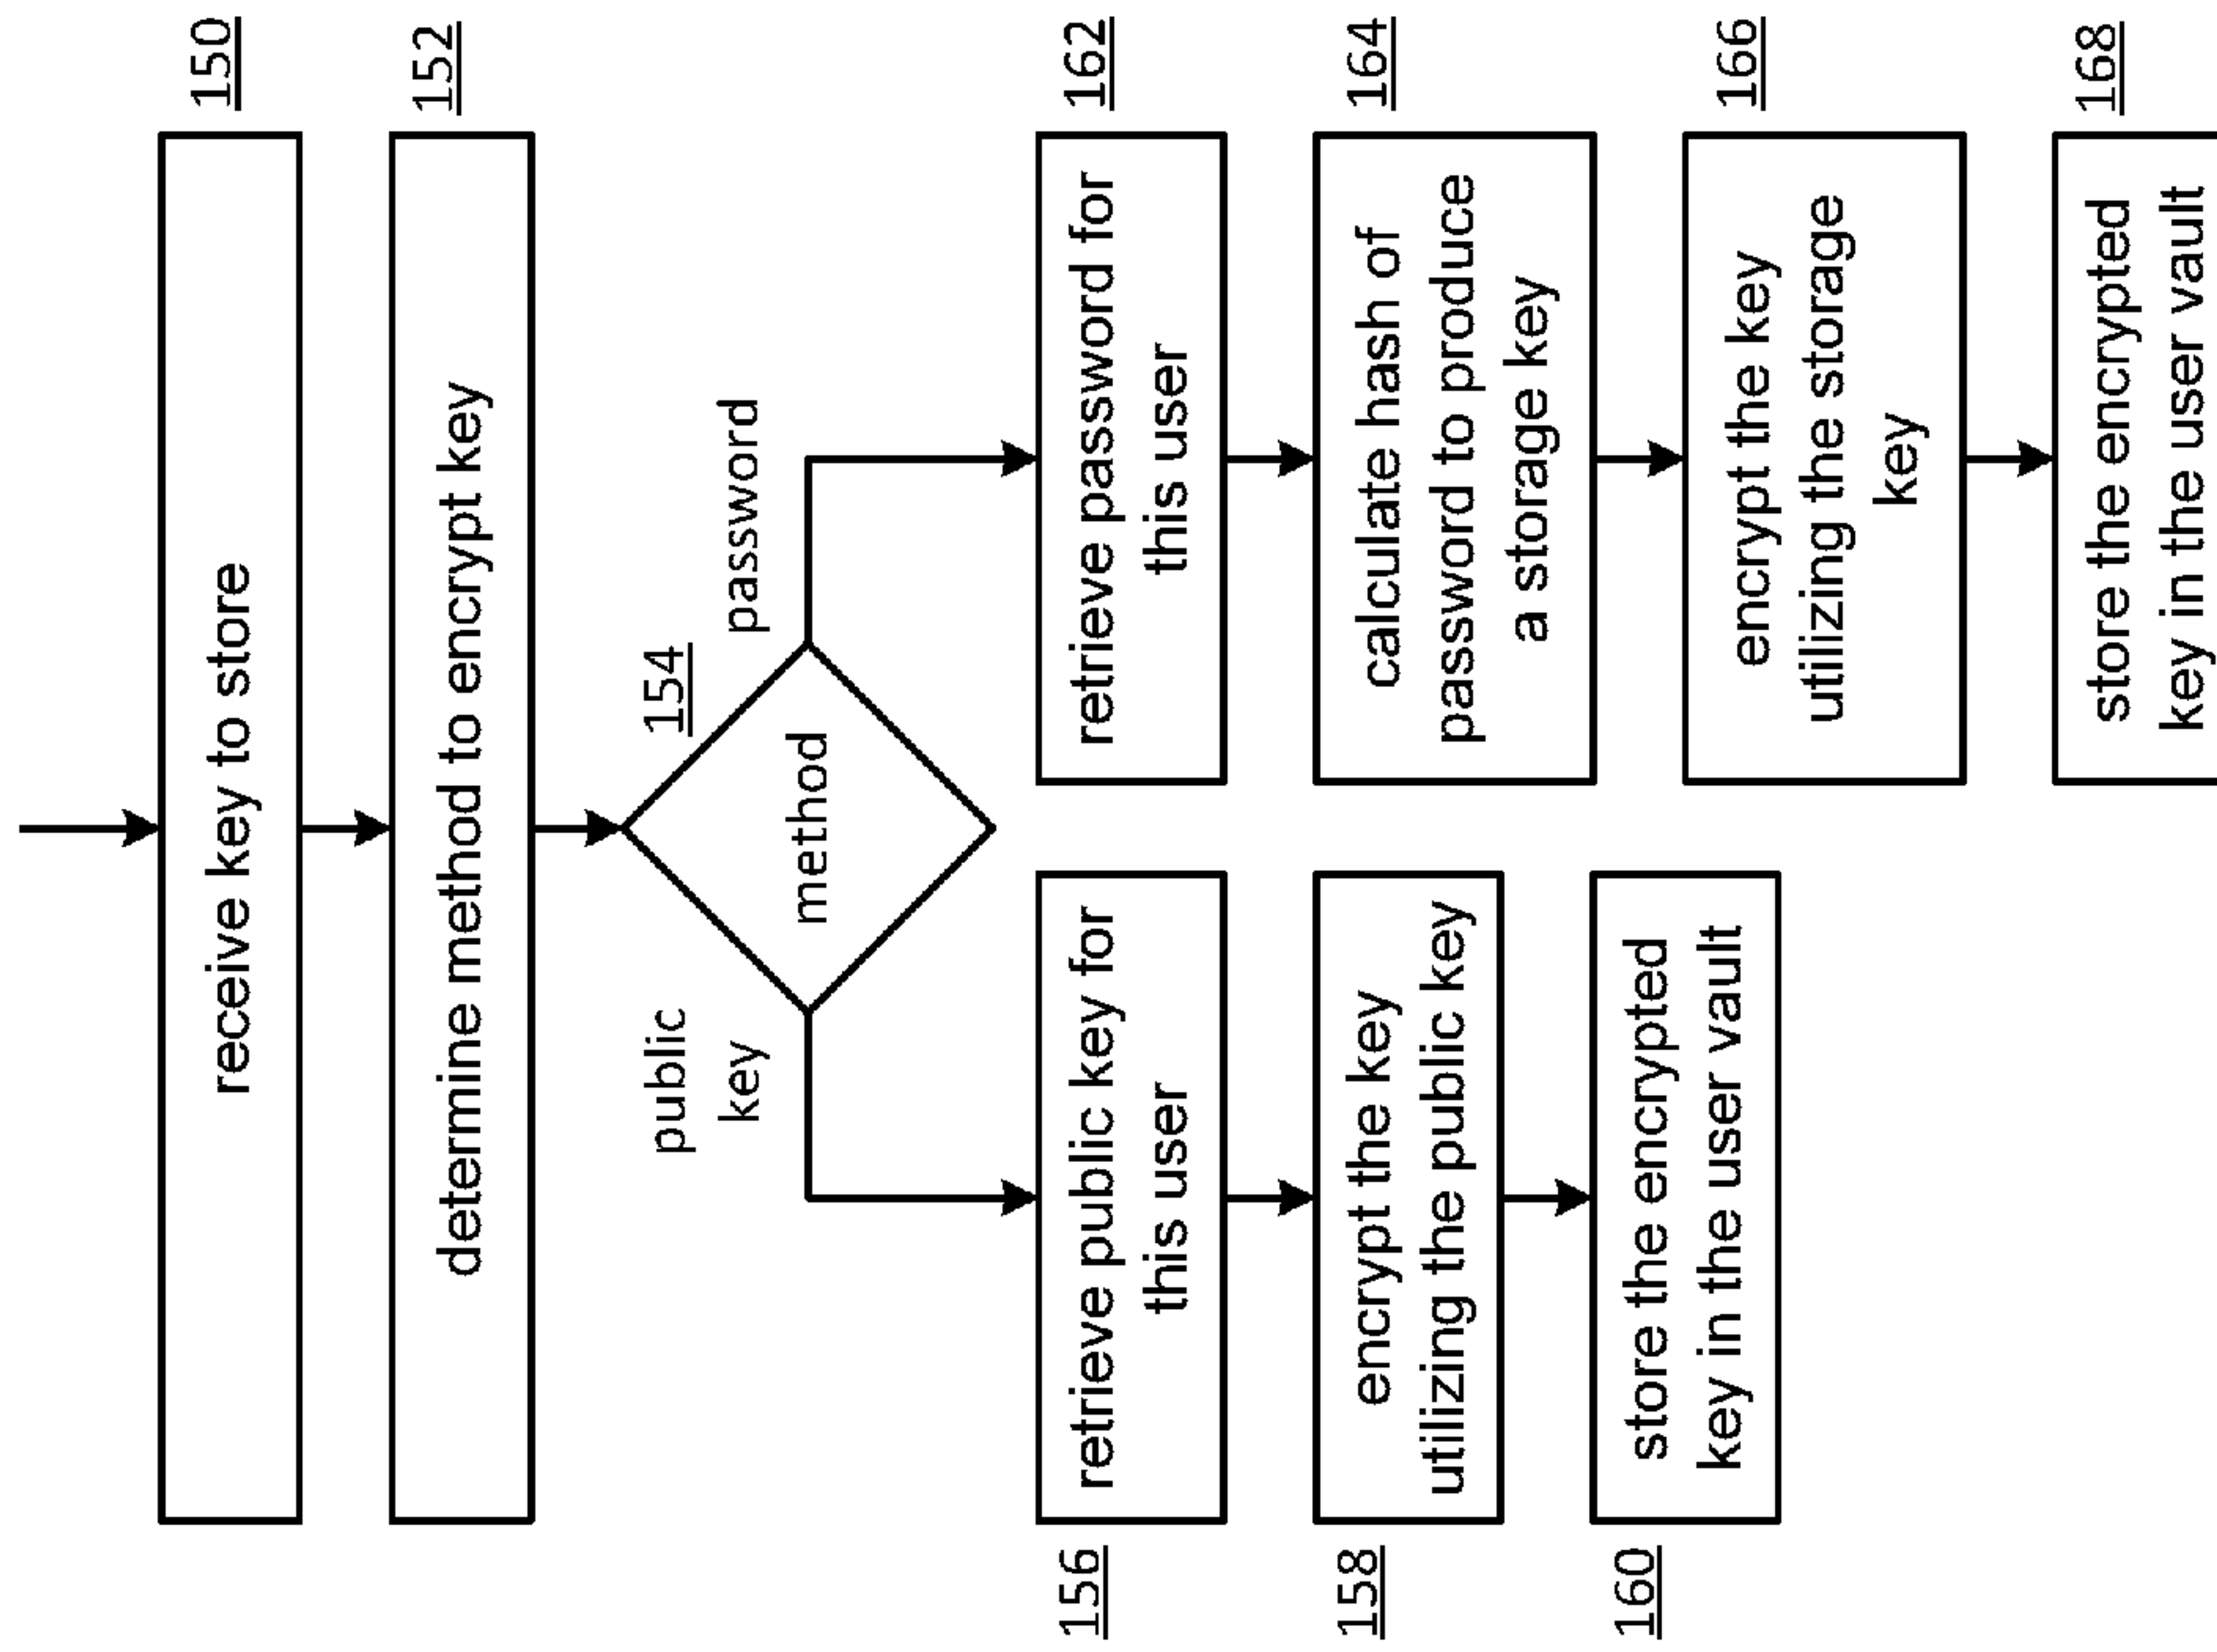 receive key to store
150
determine method to encrypt key
152
154
method
public
key
password
156
retrieve public key for
this user
158
encrypt the key
utilizing the public key
160
store the encrypted
key in the user vault
retrieve password for
this user
162
calculate hash of
password to produce
a storage key
164
encrypt the key
utilizing the storage
key
166
store the encrypted
key in the user vault
168